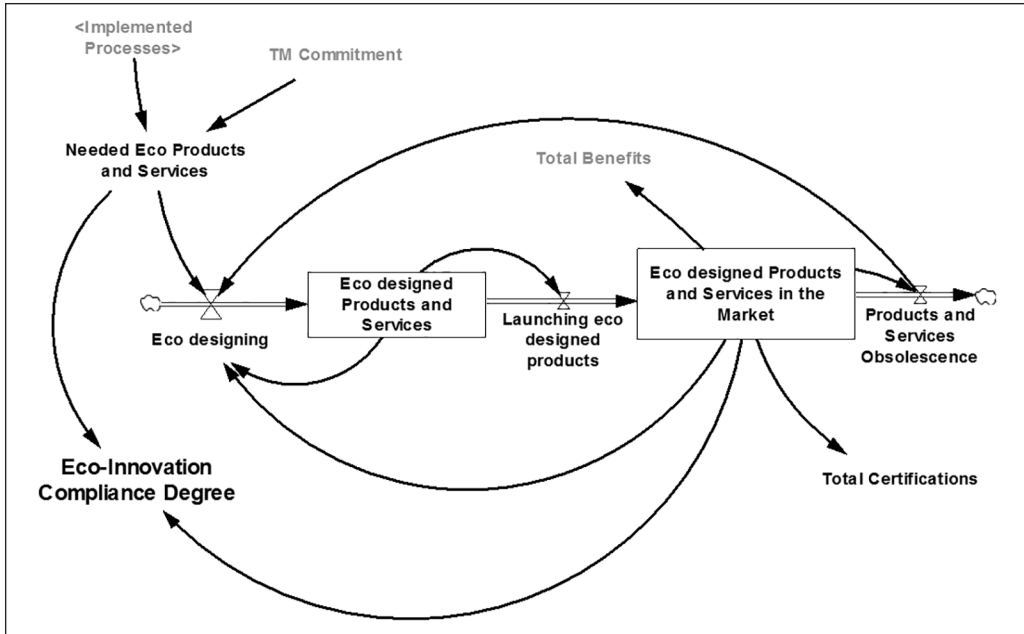 <Implemented
Processes>
TM Commitment
Needed Eco Products
and Services
Total Benefits
Eco designed
Products and
Services
Eco designed Products
and Services in the
Market
Eco designing
Launching eco
designed
products
Products and
Services
Obsolescence
Eco-Innovation
Compliance Degree
Total Certifications